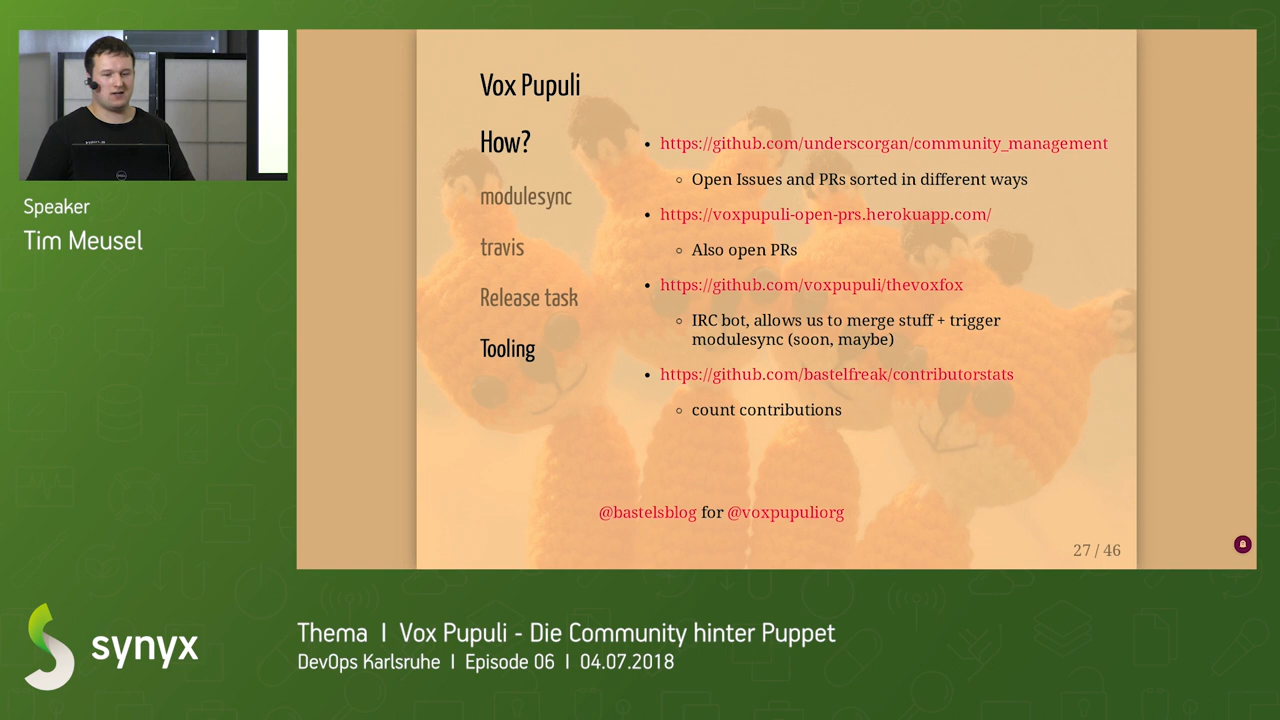 Speaker
Tim Meusel
Vox Pupuli
How?
modulesync
travis
Release task
Tooling
• https://github.com/underscorgan/community_management
◦ Open Issues and PRs sorted in different ways
• https://voxpupuli-open-prs.herokuapp.com/
◦ Also open PRs
• https://github.com/voxpupuli/thevoxfox
◦ IRC bot, allows us to merge stuff + trigger
modulesync (soon, maybe)
• https://github.com/bastelfreak/contributorstats
◦ count contributions
@bastelsblog for @voxpupuliorg
27 / 46
synyx
Thema | Vox Pupuli - Die Community hinter Puppet
DevOps Karlsruhe | Episode 06 | 04.07.2018